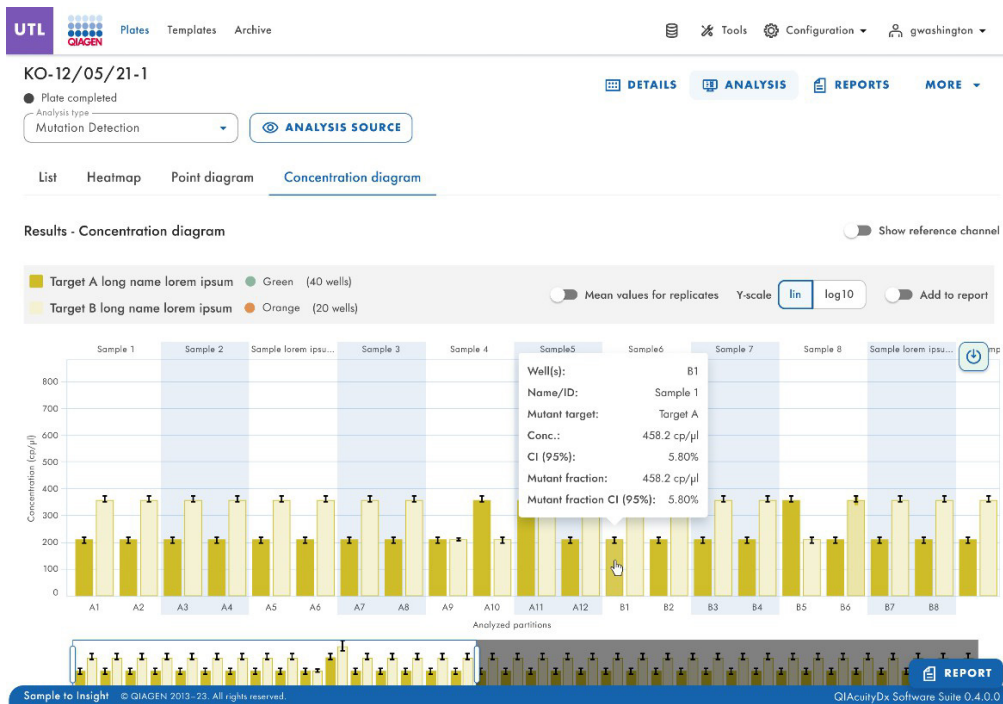 UTL
QIAGEN
Plates Templates Archive
Tools Configuration gwashington
KO-12/05/21-1
DETAILS ANALYSIS REPORTS MORE
Plate completed
Analysis type
Mutation Detection
ANALYSIS SOURCE
List Heatmap Point diagram Concentration diagram
Results - Concentration diagram
Show reference channel
Target A long name lorem ipsum Green (40 wells)
Target B long name lorem ipsum Orange (20 wells)
Mean values for replicates Y-scale lin log10 Add to report
Sample 1 Sample 2 Sample lorem ipsu... Sample 3 Sample 4 Sample5 Sample6 Sample 7 Sample 8 Sample lorem ipsu...
Concentration (cp/µl)
800
700
600
500
400
300
200
100
0
Well(s): B1
Name/ID: Sample 1
Mutant target: Target A
Conc.: 458.2 cp/µl
CI (95%): 5.80%
Mutant fraction: 458.2 cp/µl
Mutant fraction CI (95%): 5.80%
A1 A2 A3 A4 A5 A6 A7 A8 A9 A10 A11 A12 B1 B2 B3 B4 B5 B6 B7 B8
Analyzed partitions
REPORT
Sample to Insight © QIAGEN 2013–23. All rights reserved.
QIAcuityDx Software Suite 0.4.0.0